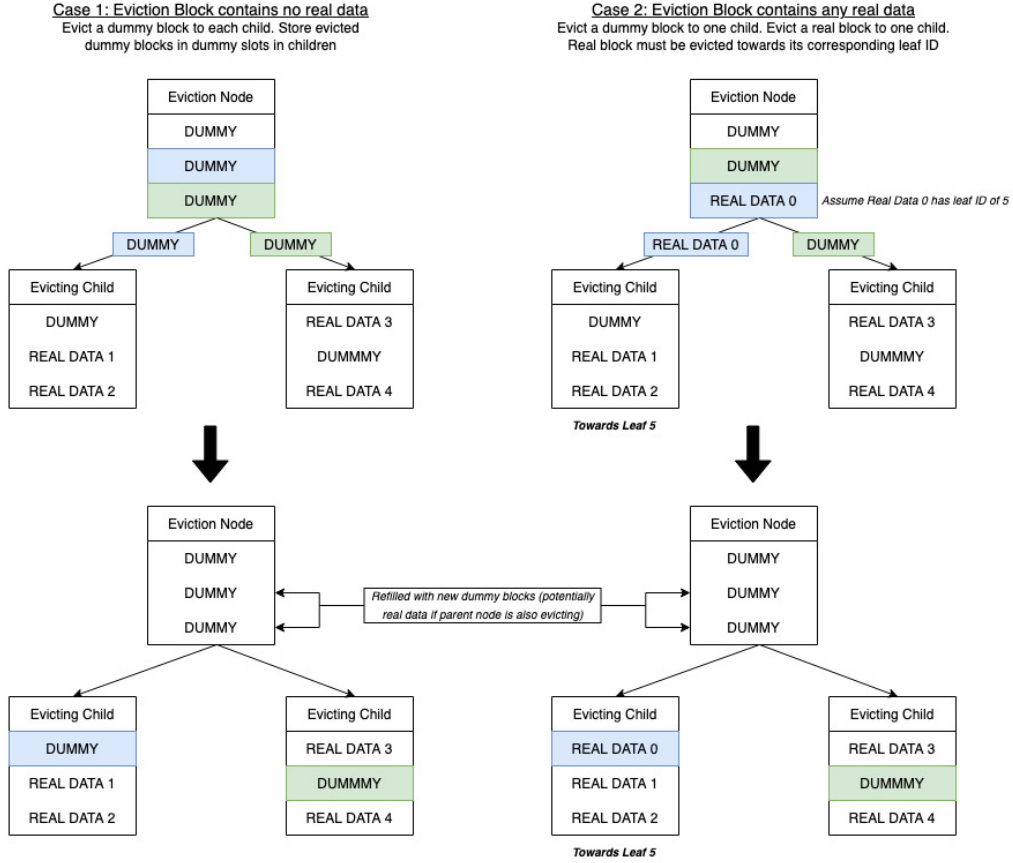 Case 1: Eviction Block contains no real data
Evict a dummy block to each child. Store evicted
dummy blocks in dummy slots in children
Eviction Node
DUMMY
DUMMY
DUMMY
DUMMY
DUMMY
Evicting Child
DUMMY
REAL DATA 1
REAL DATA 2
Evicting Child
REAL DATA 3
DUMMMY
REAL DATA 4
Eviction Node
DUMMY
DUMMY
DUMMY
Evicting Child
DUMMY
REAL DATA 1
REAL DATA 2
Evicting Child
REAL DATA 3
DUMMMY
REAL DATA 4
Refilled with new dummy blocks (potentially
real data if parent node is also evicting)
Case 2: Eviction Block contains any real data
Evict a dummy block to one child. Evict a real block to one child.
Real block must be evicted towards its corresponding leaf ID
Eviction Node
DUMMY
DUMMY
REAL DATA 0
Assume Real Data 0 has leaf ID of 5
REAL DATA 0
DUMMY
Evicting Child
DUMMY
REAL DATA 1
REAL DATA 2
Towards Leaf 5
Evicting Child
REAL DATA 3
DUMMMY
REAL DATA 4
Eviction Node
DUMMY
DUMMY
DUMMY
Evicting Child
REAL DATA 0
REAL DATA 1
REAL DATA 2
Towards Leaf 5
Evicting Child
REAL DATA 3
DUMMMY
REAL DATA 4